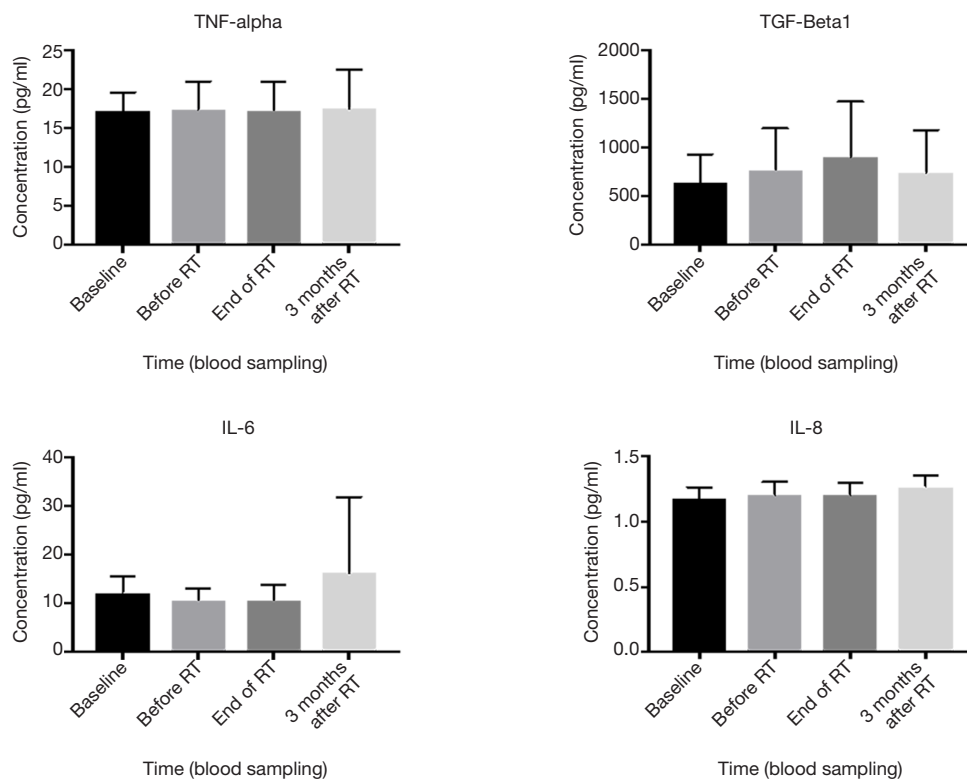 TNF-alpha
Concentration (pg/ml)
25
20
15
10
5
0
Baseline
Before RT
End of RT
3 months
after RT
Time (blood sampling)
TGF-Beta1
Concentration (pg/ml)
2000
1500
1000
500
0
Baseline
Before RT
End of RT
3 months
after RT
Time (blood sampling)
IL-6
Concentration (pg/ml)
40
30
20
10
0
Baseline
Before RT
End of RT
3 months
after RT
Time (blood sampling)
IL-8
Concentration (pg/ml)
1.5
1.0
0.5
0.0
Baseline
Before RT
End of RT
3 months
after RT
Time (blood sampling)